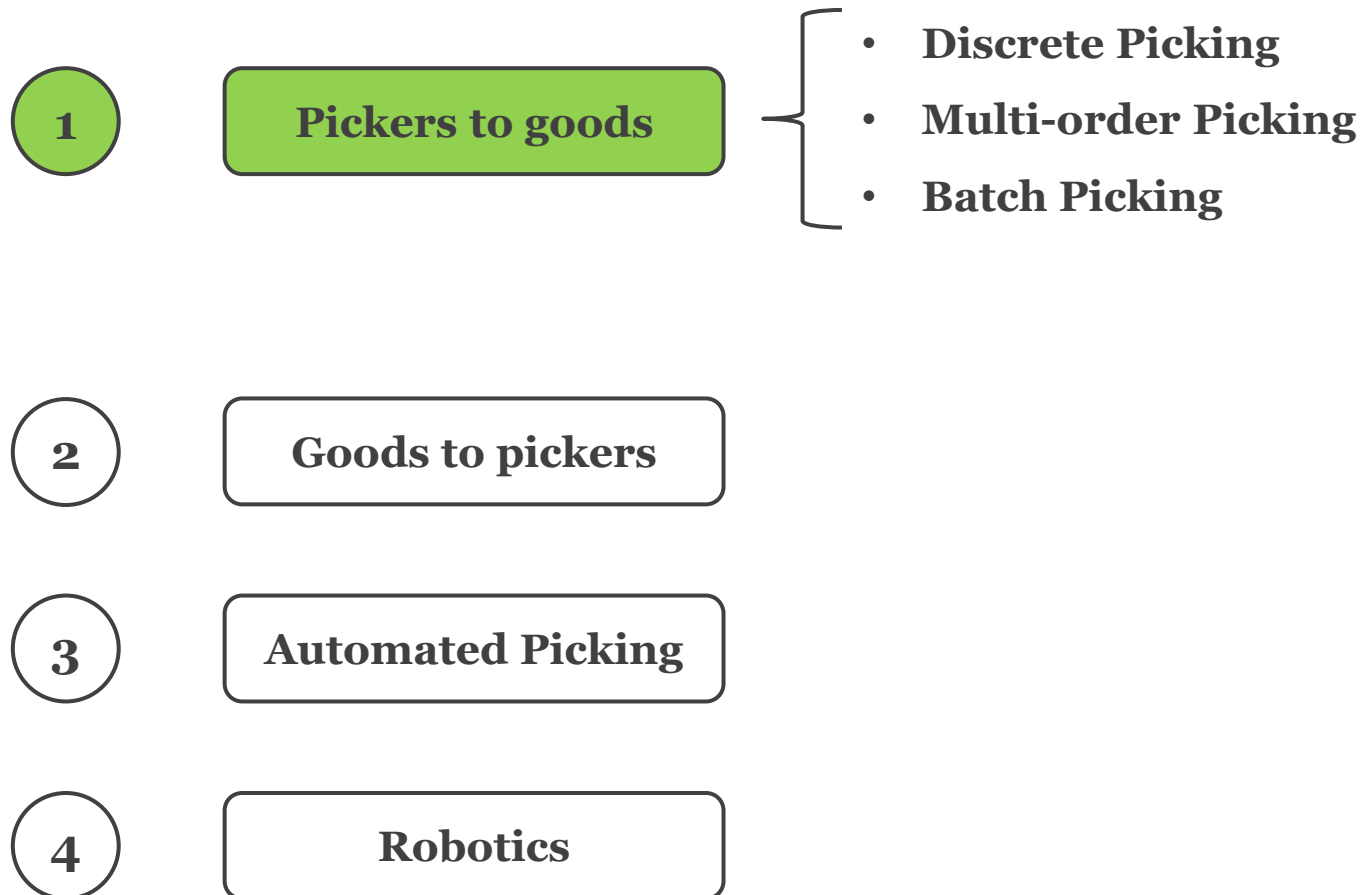 1
Pickers to goods
• Discrete Picking
• Multi-order Picking
• Batch Picking
2
Goods to pickers
3
Automated Picking
4
Robotics